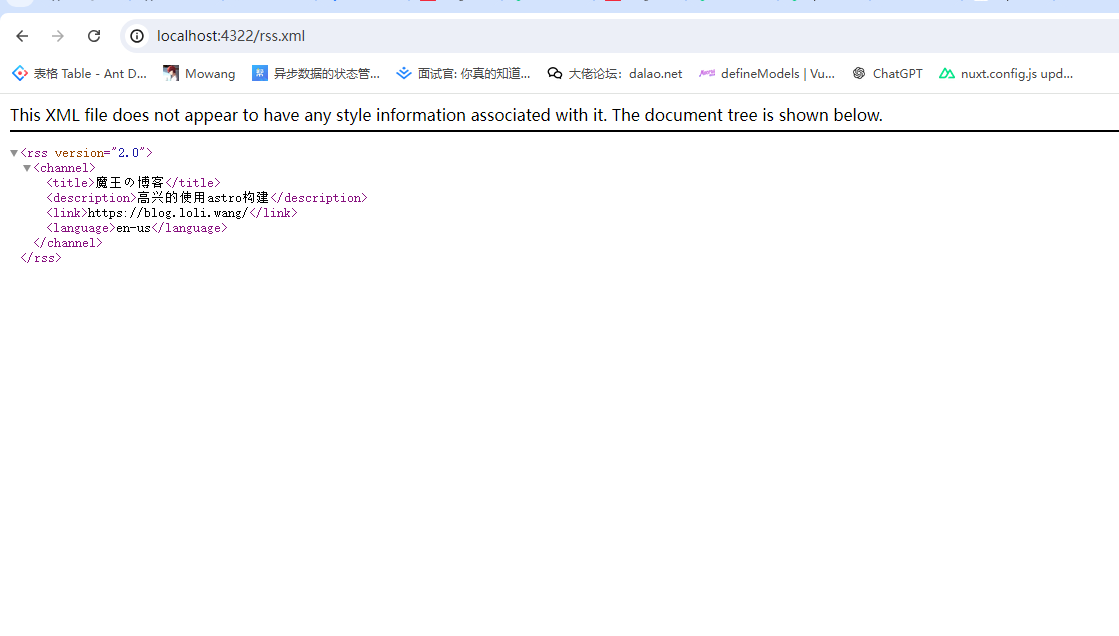 localhost:4322/rss.xml
表格 Table - Ant D... Mowang 异步数据的状态管... 面试官: 你真的知道... 大佬论坛：dalao.net defineModels | Vu... ChatGPT nuxt.config.js upd...
This XML file does not appear to have any style information associated with it. The document tree is shown below.
<rss version="2.0">
<channel>
<title>魔王の博客</title>
<description>高兴的使用astro构建</description>
<link>https://blog.loli.wang/</link>
<language>en-us</language>
</channel>
</rss>